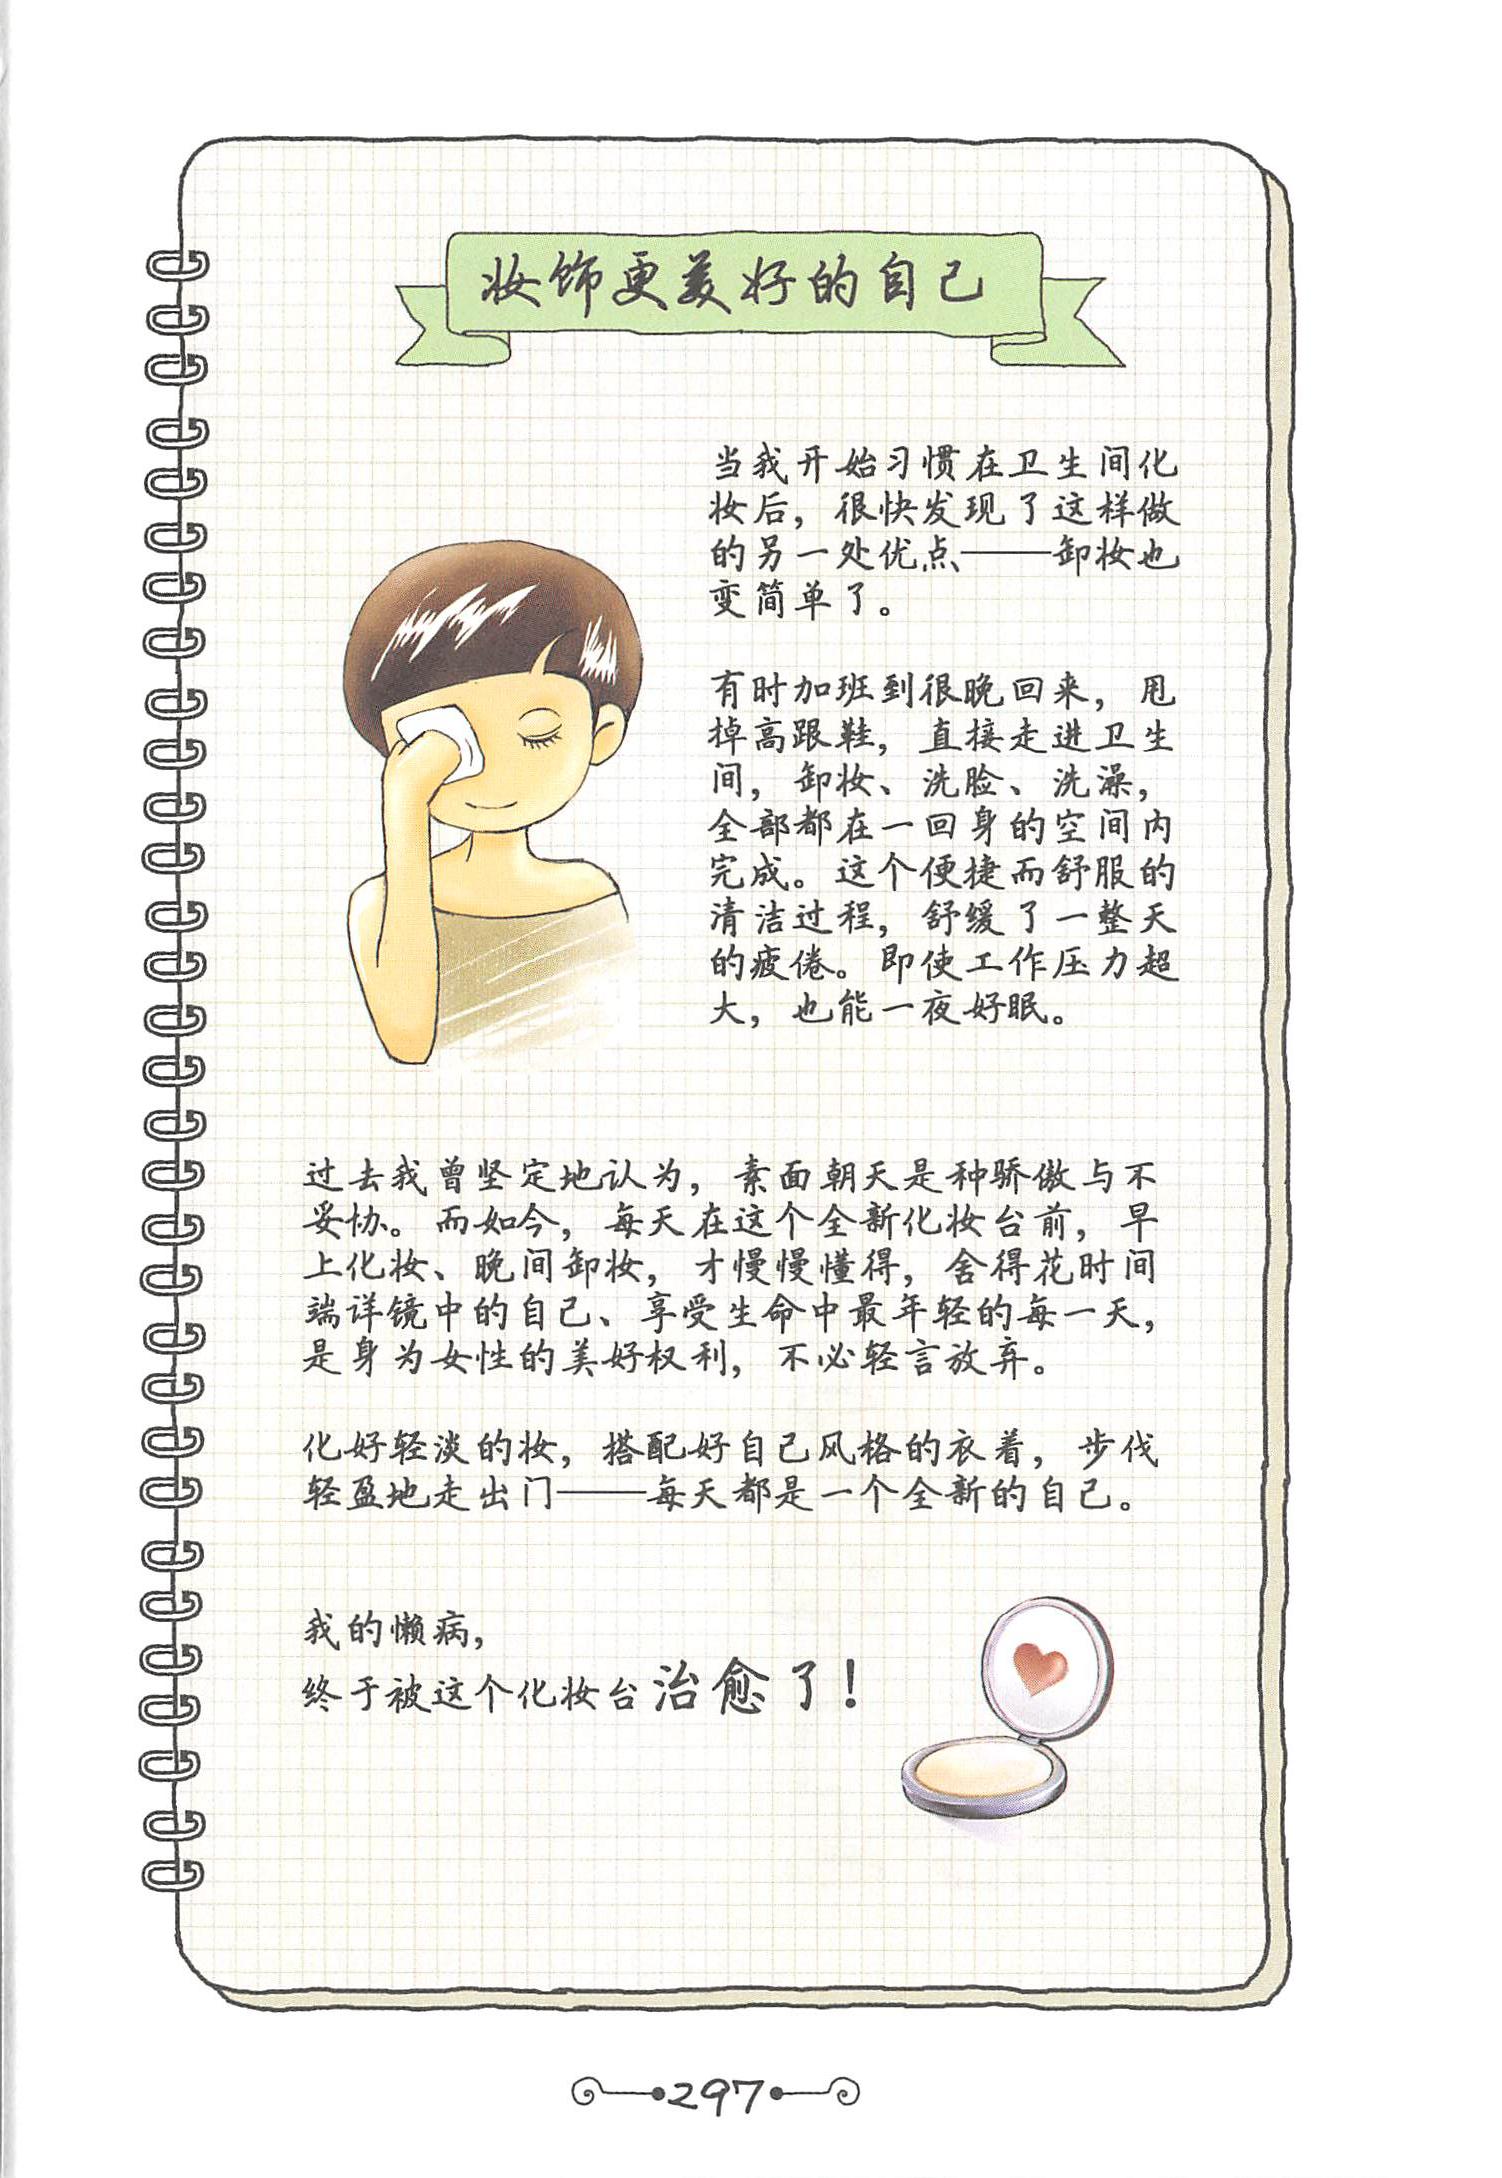 妆饰更美好的自己
当我开始习惯在卫生间化
妆后，很快发现了这样做
的另一处优点——卸妆也
变简单了。
有时加班到很晚回来，甩
掉高跟鞋，直接走进卫生
间，卸妆、洗脸、洗澡，
全部都在一回身的空间内
完成。这个便捷而舒服的
清洁过程，舒缓了一整天
的疲倦。即使工作压力超
大，也能一夜好眠。
过去我曾坚定地认为，素面朝天是种骄傲与不
妥协。而如今，每天在这个全新化妆台前，早
上化妆、晚间卸妆，才慢慢懂得，舍得花时间
端详镜中的自己、享受生命中最年轻的每一天，
是身为女性的美好权利，不必轻言放弃。
化好轻淡的妆，搭配好自己风格的衣着，步伐
轻盈地走出门——每天都是一个全新的自己。
我的懒病，
终于被这个化妆台治愈了！
297